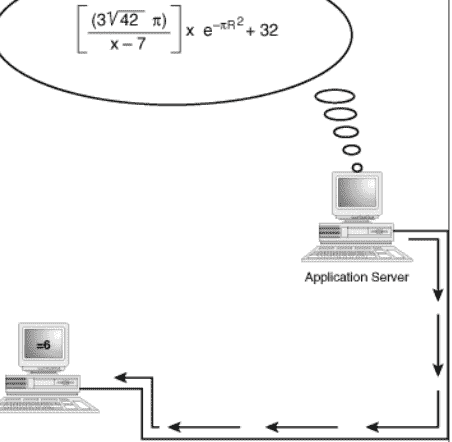 [(3√42 π) / x – 7] x e^–πR² + 32
Application Server
=6